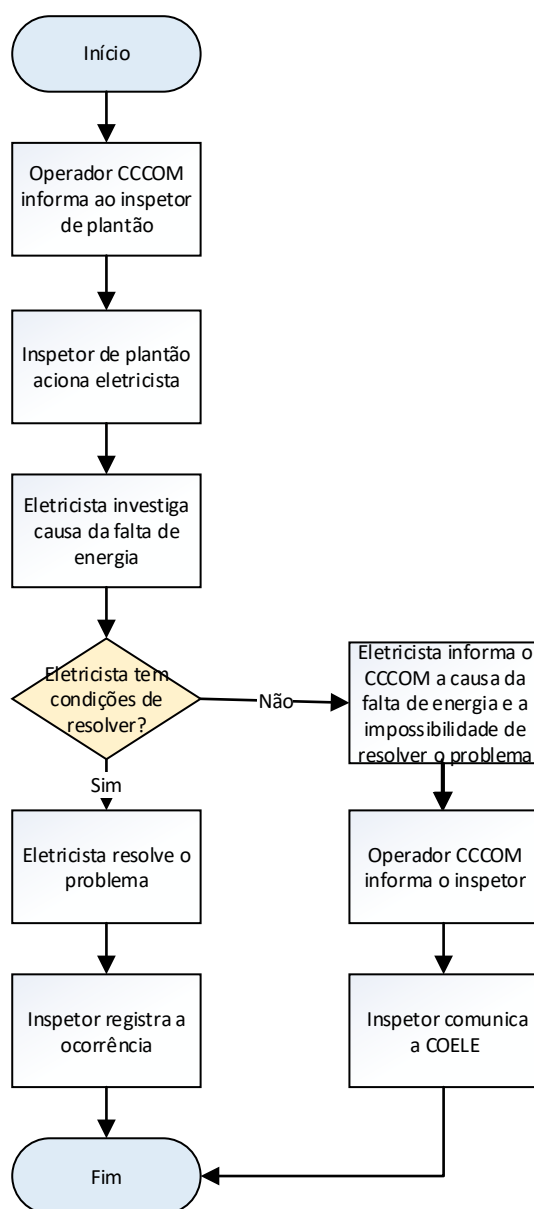 Início
Operador CCCOM
informa ao inspetor
de plantão
Inspetor de plantão
aciona eletricista
Eletricista investiga
causa da falta de
energia
Eletricista tem
condições de
resolver?
Não
Eletricista informa o
CCCOM a causa da
falta de energia e a
impossibilidade de
resolver o problema
Sim
Eletricista resolve o
problema
Operador CCCOM
informa o inspetor
Inspetor registra a
ocorrência
Inspetor comunica
a COELE
Fim